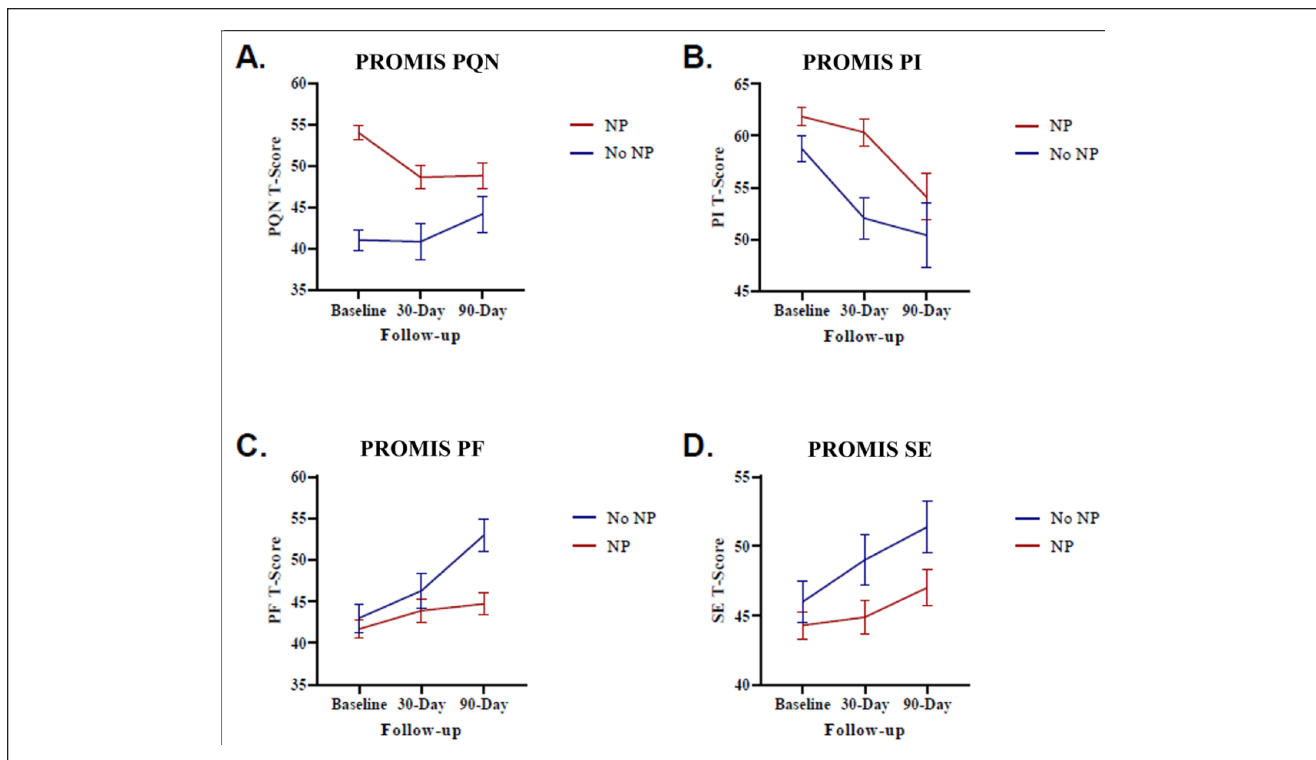 A.
PROMIS PQN
60
55
50
45
40
35
PQN T-Score
Baseline 30-Day 90-Day
Follow-up
NP
No NP
B.
PROMIS PI
65
60
55
50
45
PI T-Score
Baseline 30-Day 90-Day
Follow-up
NP
No NP
C.
PROMIS PF
60
55
50
45
40
35
PF T-Score
Baseline 30-Day 90-Day
Follow-up
No NP
NP
D.
PROMIS SE
55
50
45
40
SE T-Score
Baseline 30-Day 90-Day
Follow-up
No NP
NP